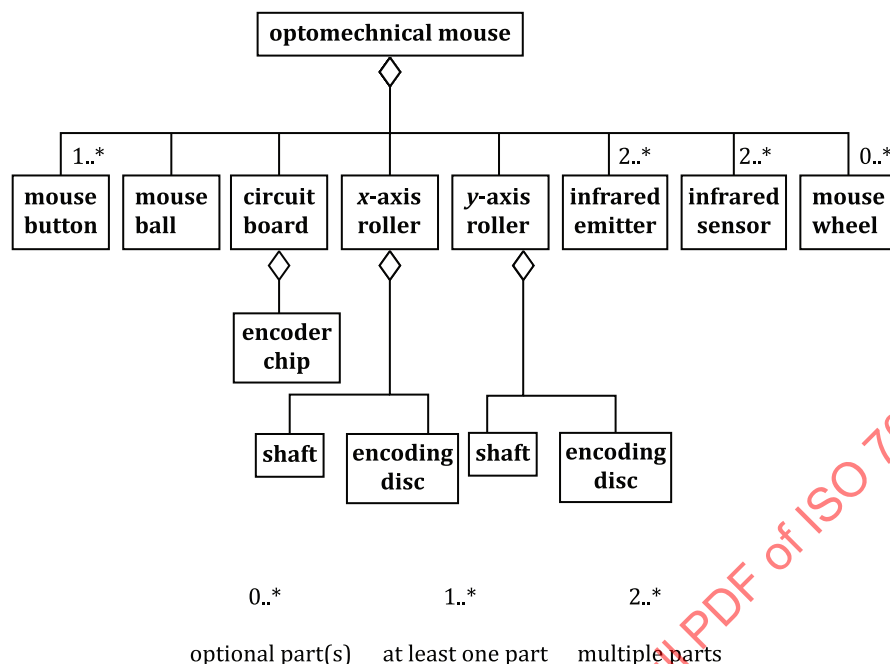 optomechnical mouse
1..*
2..*
2..*
0..*
mouse
button
mouse
ball
circuit
board
x-axis
roller
y-axis
roller
infrared
emitter
infrared
sensor
mouse
wheel
encoder
chip
shaft
encoding
disc
shaft
encoding
disc
0..*
1..*
2..*
optional part(s)
at least one part
multiple parts
PDF of ISO